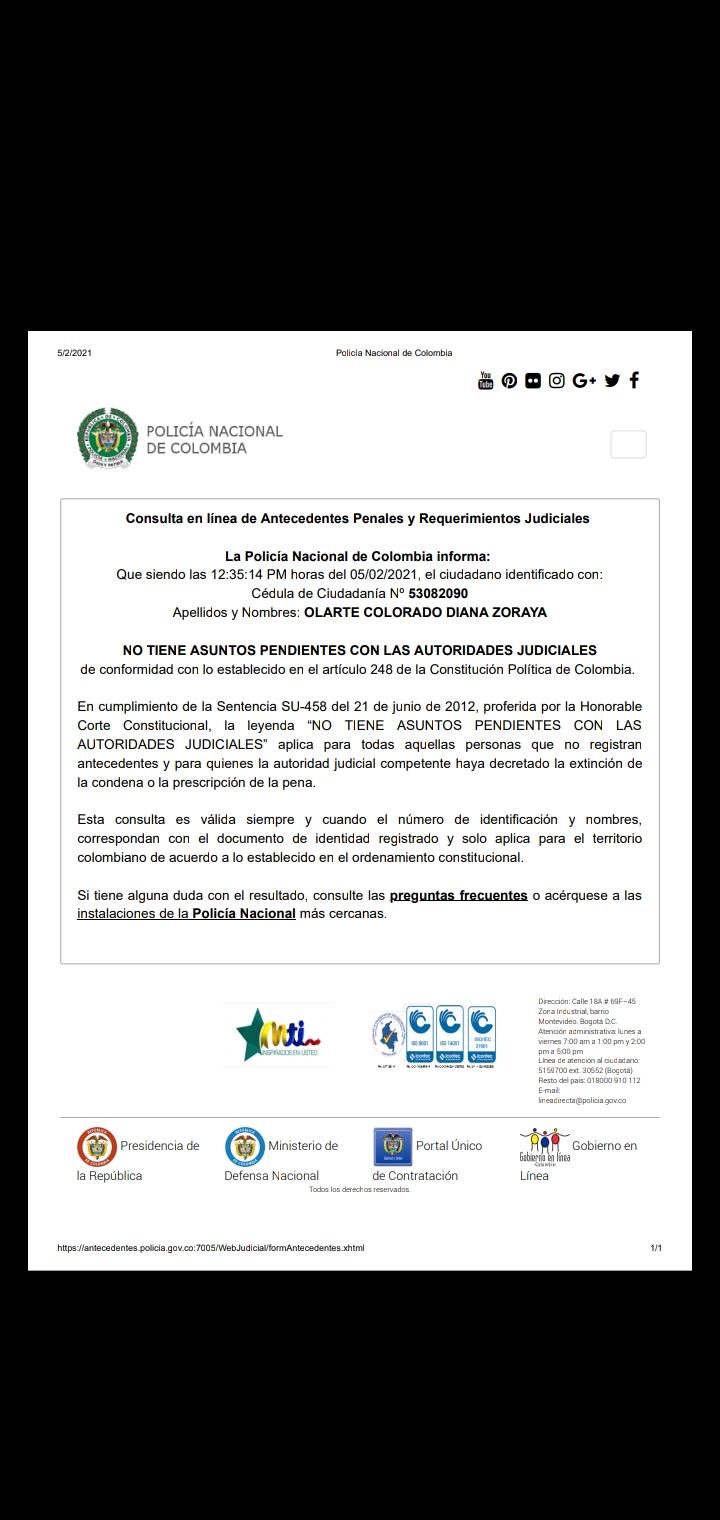 5/2/2021
Policía Nacional de Colombia
You
Tube
G+
POLICÍA NACIONAL
DE COLOMBIA
Consulta en línea de Antecedentes Penales y Requerimientos Judiciales
La Policía Nacional de Colombia informa:
Que siendo las 12:35:14 PM horas del 05/02/2021, el ciudadano identificado con:
Cédula de Ciudadanía Nº 53082090
Apellidos y Nombres: OLARTE COLORADO DIANA ZORAYA
NO TIENE ASUNTOS PENDIENTES CON LAS AUTORIDADES JUDICIALES
de conformidad con lo establecido en el artículo 248 de la Constitución Política de Colombia.
En cumplimiento de la Sentencia SU-458 del 21 de junio de 2012, proferida por la Honorable
Corte Constitucional, la leyenda “NO TIENE ASUNTOS PENDIENTES CON LAS
AUTORIDADES JUDICIALES” aplica para todas aquellas personas que no registran
antecedentes y para quienes la autoridad judicial competente haya decretado la extinción de
la condena o la prescripción de la pena.
Esta consulta es válida siempre y cuando el número de identificación y nombres,
correspondan con el documento de identidad registrado y solo aplica para el territorio
colombiano de acuerdo a lo establecido en el ordenamiento constitucional.
Si tiene alguna duda con el resultado, consulte las preguntas frecuentes o acérquese a las
instalaciones de la Policía Nacional más cercanas.
INSPIRADOS EN USTED
ISO 9001
ISO 14001
ISO/IEC
27001
icontec
icontec
icontec
Dirección: Calle 18A # 69F–45
Zona Industrial, barrio
Montevideo. Bogotá D.C.
Atención administrativa: lunes a
viernes 7:00 am a 1:00 pm y 2:00
pm a 5:00 pm
Línea de atención al ciudadano:
5159700 ext. 30552 (Bogotá)
Resto del país: 018000 910 112
E-mail:
lineadirecta@policia.gov.co
Presidencia de
la República
Ministerio de
Defensa Nacional
Portal Único
de Contratación
Gobierno en línea
Gobierno en
Línea
Todos los derechos reservados.
https://antecedentes.policia.gov.co:7005/WebJudicial/formAntecedentes.xhtml
1/1